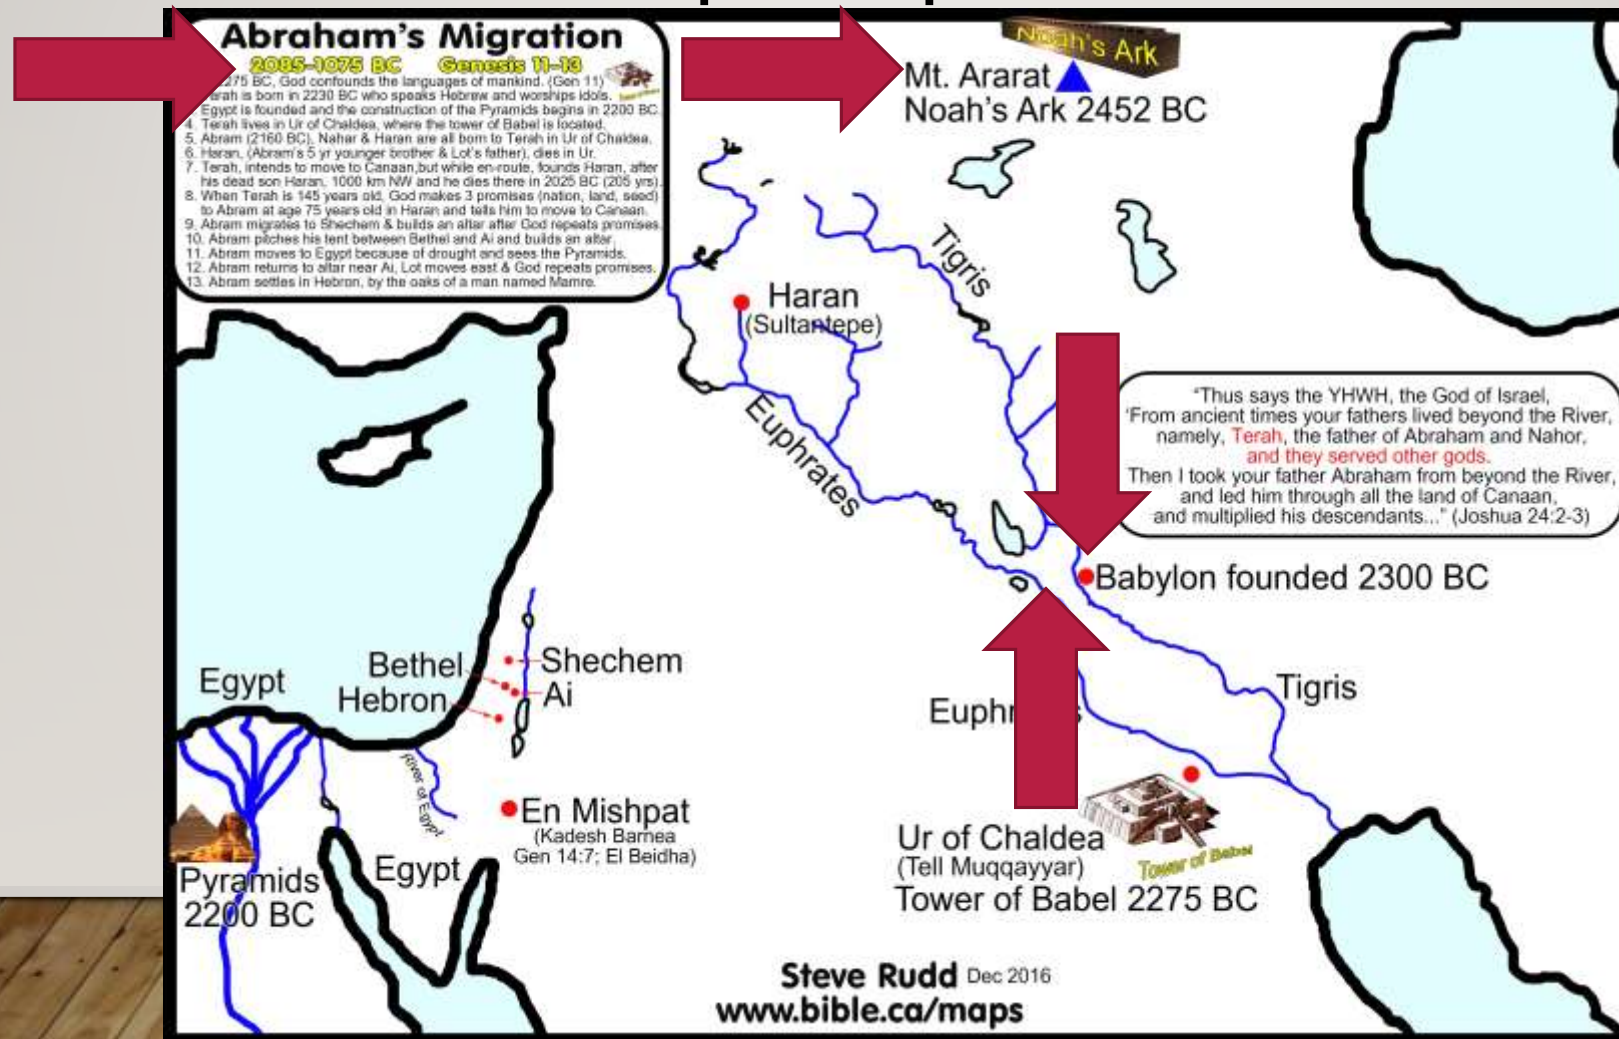 Abraham's Migration
2085-1075 BC Genesis 11-13
275 BC, God confounds the languages of mankind. (Gen 11)
is born in 2230 BC who speaks Hebrew and worships idols.
Egypt is founded and the construction of the Pyramids begins in 2200 BC.
4. Terah lives in Ur of Chaldea, where the tower of Babel is located.
5. Abram (2160 BC), Nahar & Haran are all born to Terah in Ur of Chaldea.
6. Haran, (Abram's 5 yr younger brother & Lot's father), dies in Ur.
7. Terah, intends to move to Canaan,but while en-route, founds Haran, after
his dead son Haran, 1000 km NW and he dies there in 2025 BC (205 yrs).
8. When Terah is 145 years old, God makes 3 promises (nation, land, seed)
to Abram at age 75 years old in Haran and tells him to move to Canaan.
9. Abram migrates to Shechem & builds an altar after God repeats promises.
10. Abram pitches his tent between Bethel and Ai and builds an altar.
11. Abram moves to Egypt because of drought and sees the Pyramids.
12. Abram returns to altar near Ai, Lot moves east & God repeats promises.
13. Abram settles in Hebron, by the oaks of a man named Mamre.
Noah's Ark
Mt. Ararat
Noah's Ark 2452 BC
Tigris
Haran
(Sultantepe)
Euphrates
"Thus says the YHWH, the God of Israel,
'From ancient times your fathers lived beyond the River,
namely, Terah, the father of Abraham and Nahor,
and they served other gods.
Then I took your father Abraham from beyond the River,
and led him through all the land of Canaan,
and multiplied his descendants..." (Joshua 24:2-3)
Babylon founded 2300 BC
Bethel
Shechem
Hebron
Ai
Egypt
Tigris
Euphr s
River of Egypt
En Mishpat
(Kadesh Barnea
Gen 14:7; El Beidha)
Egypt
Pyramids
2200 BC
Ur of Chaldea
(Tell Muqqayyar)
Tower of Babel
Tower of Babel 2275 BC
Steve Rudd Dec 2016
www.bible.ca/maps